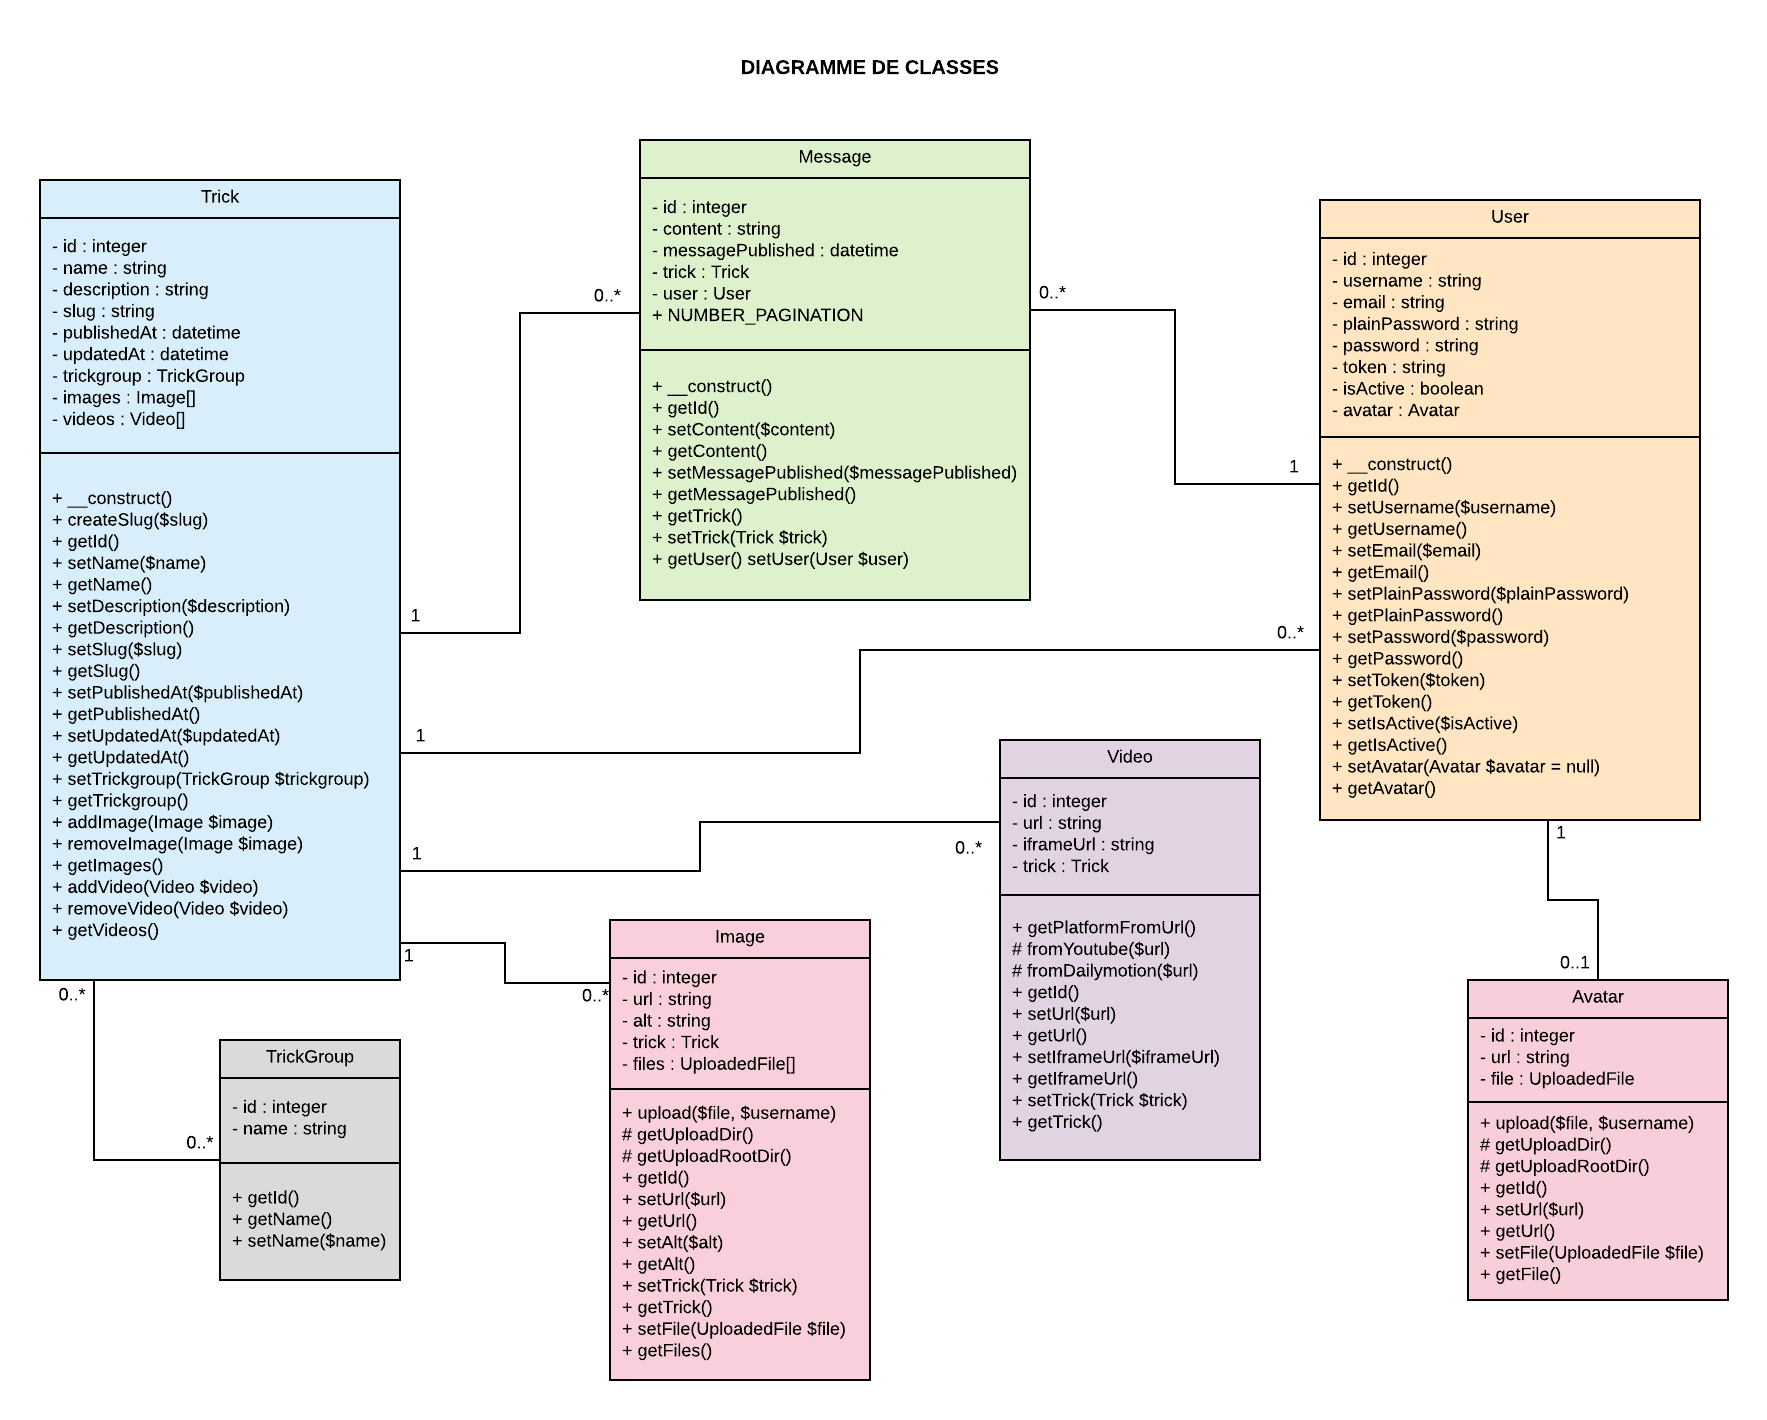 DIAGRAMME DE CLASSES
Trick
- id : integer
- name : string
- description : string
- slug : string
- publishedAt : datetime
- updatedAt : datetime
- trickgroup : TrickGroup
- images : Image[]
- videos : Video[]
+ __construct()
+ createSlug($slug)
+ getId()
+ setName($name)
+ getName()
+ setDescription($description)
+ getDescription()
+ setSlug($slug)
+ getSlug()
+ setPublishedAt($publishedAt)
+ getPublishedAt()
+ setUpdatedAt($updatedAt)
+ getUpdatedAt()
+ setTrickgroup(TrickGroup $trickgroup)
+ getTrickgroup()
+ addImage(Image $image)
+ removeImage(Image $image)
+ getImages()
+ addVideo(Video $video)
+ removeVideo(Video $video)
+ getVideos()
1
1
1
1
0..*
0..*
Message
- id : integer
- content : string
- messagePublished : datetime
- trick : Trick
- user : User
+ NUMBER_PAGINATION
+ __construct()
+ getId()
+ setContent($content)
+ getContent()
+ setMessagePublished($messagePublished)
+ getMessagePublished()
+ getTrick()
+ setTrick(Trick $trick)
+ getUser() setUser(User $user)
0..*
1
0..*
User
- id : integer
- username : string
- email : string
- plainPassword : string
- password : string
- token : string
- isActive : boolean
- avatar : Avatar
+ __construct()
+ getId()
+ setUsername($username)
+ getUsername()
+ setEmail($email)
+ getEmail()
+ setPlainPassword($plainPassword)
+ getPlainPassword()
+ setPassword($password)
+ getPassword()
+ setToken($token)
+ getToken()
+ setIsActive($isActive)
+ getIsActive()
+ setAvatar(Avatar $avatar = null)
+ getAvatar()
1
0..1
0..*
Video
- id : integer
- url : string
- iframeUrl : string
- trick : Trick
+ getPlatformFromUrl()
# fromYoutube($url)
# fromDailymotion($url)
+ getId()
+ setUrl($url)
+ getUrl()
+ setIframeUrl($iframeUrl)
+ getIframeUrl()
+ setTrick(Trick $trick)
+ getTrick()
0..*
Image
- id : integer
- url : string
- alt : string
- trick : Trick
- files : UploadedFile[]
+ upload($file, $username)
# getUploadDir()
# getUploadRootDir()
+ getId()
+ setUrl($url)
+ getUrl()
+ setAlt($alt)
+ getAlt()
+ setTrick(Trick $trick)
+ getTrick()
+ setFile(UploadedFile $file)
+ getFiles()
0..*
TrickGroup
- id : integer
- name : string
+ getId()
+ getName()
+ setName($name)
Avatar
- id : integer
- url : string
- file : UploadedFile
+ upload($file, $username)
# getUploadDir()
# getUploadRootDir()
+ getId()
+ setUrl($url)
+ getUrl()
+ setFile(UploadedFile $file)
+ getFile()